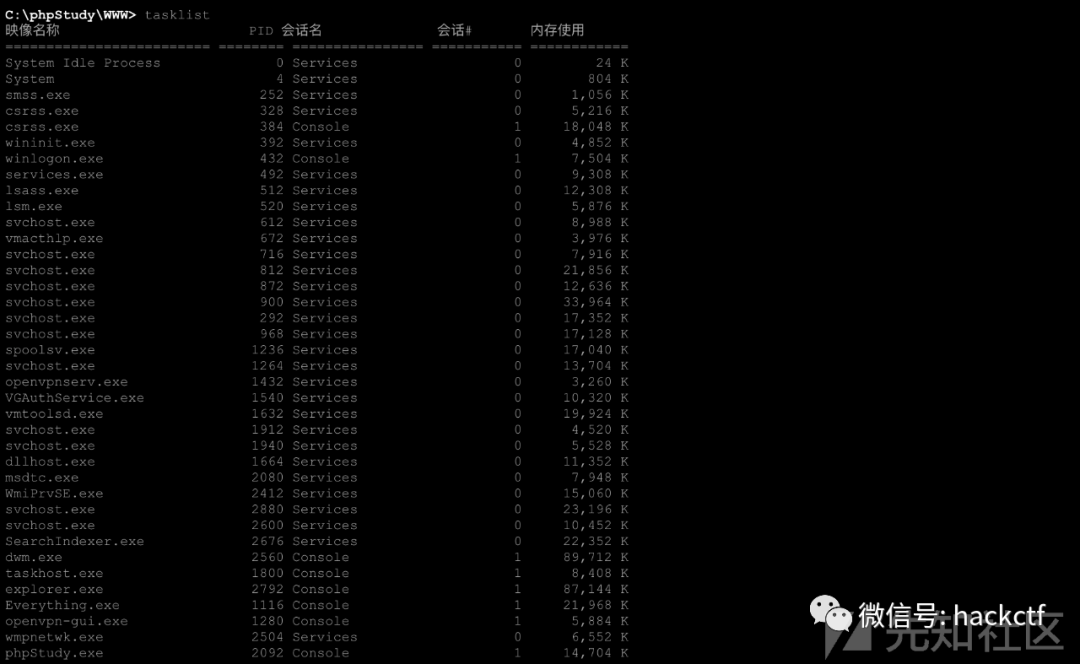 C:\phpStudy\WWW> tasklist
映像名称 PID 会话名 会话# 内存使用
========================= ======== ================ =========== ============
System Idle Process 0 Services 0 24 K
System 4 Services 0 804 K
smss.exe 252 Services 0 1,056 K
csrss.exe 328 Services 0 5,216 K
csrss.exe 384 Console 1 18,048 K
wininit.exe 392 Services 0 4,852 K
winlogon.exe 432 Console 1 7,504 K
services.exe 492 Services 0 9,308 K
lsass.exe 512 Services 0 12,308 K
lsm.exe 520 Services 0 5,876 K
svchost.exe 612 Services 0 8,988 K
vmacthlp.exe 672 Services 0 3,976 K
svchost.exe 716 Services 0 7,916 K
svchost.exe 812 Services 0 21,856 K
svchost.exe 872 Services 0 12,636 K
svchost.exe 900 Services 0 33,964 K
svchost.exe 292 Services 0 17,352 K
svchost.exe 968 Services 0 17,128 K
spoolsv.exe 1236 Services 0 17,040 K
svchost.exe 1264 Services 0 13,704 K
openvpnserv.exe 1432 Services 0 3,260 K
VGAuthService.exe 1540 Services 0 10,320 K
vmtoolsd.exe 1632 Services 0 19,924 K
svchost.exe 1912 Services 0 4,520 K
svchost.exe 1940 Services 0 5,528 K
dllhost.exe 1664 Services 0 11,352 K
msdtc.exe 2080 Services 0 7,948 K
WmiPrvSE.exe 2412 Services 0 15,060 K
svchost.exe 2880 Services 0 23,196 K
svchost.exe 2600 Services 0 10,452 K
SearchIndexer.exe 2676 Services 0 22,352 K
dwm.exe 2560 Console 1 89,712 K
taskhost.exe 1800 Console 1 8,408 K
explorer.exe 2792 Console 1 87,144 K
Everything.exe 1116 Console 1 21,968 K
openvpn-gui.exe 1280 Console 1 5,884 K
wmpnetwk.exe 2504 Services 0 6,552 K
phpStudy.exe 2092 Console 1 14,704 K
微信号: hackctf
先知社区